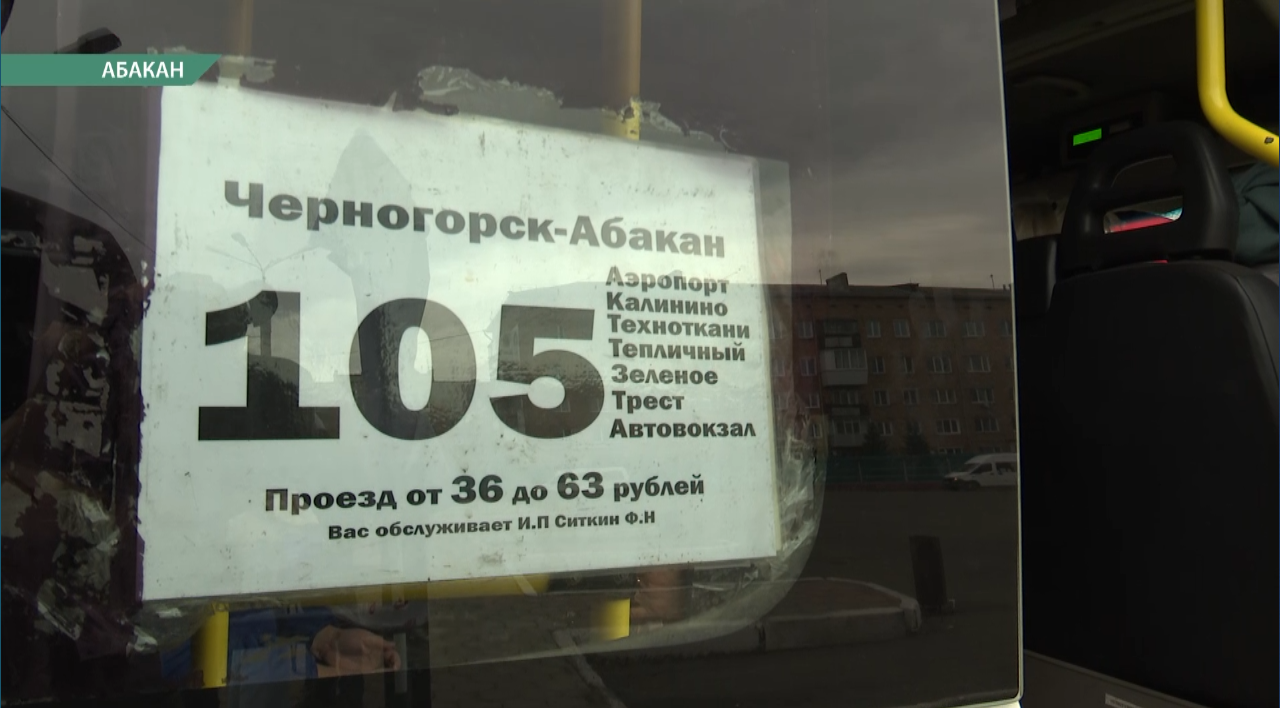 АБАКАН
Черногорск-Абакан
105
Аэропорт
Калинино
Техноткани
Тепличный
Зеленое
Трест
Автовокзал
Проезд от 36 до 63 рублей
Вас обслуживает И.П Ситкин Ф.Н